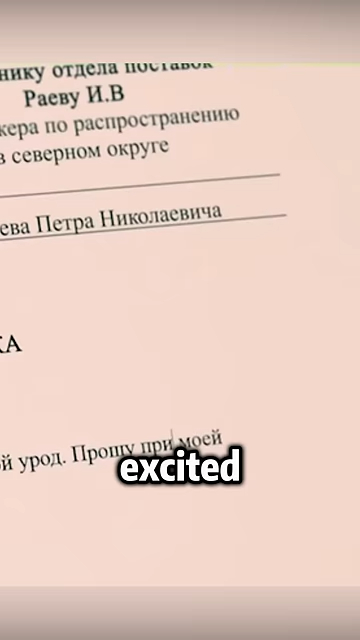 нику отдела поставок
Раеву И.В
кера по распространению
в северном округе
ева Петра Николаевича
КА
й урод. Прошу при моей
excited